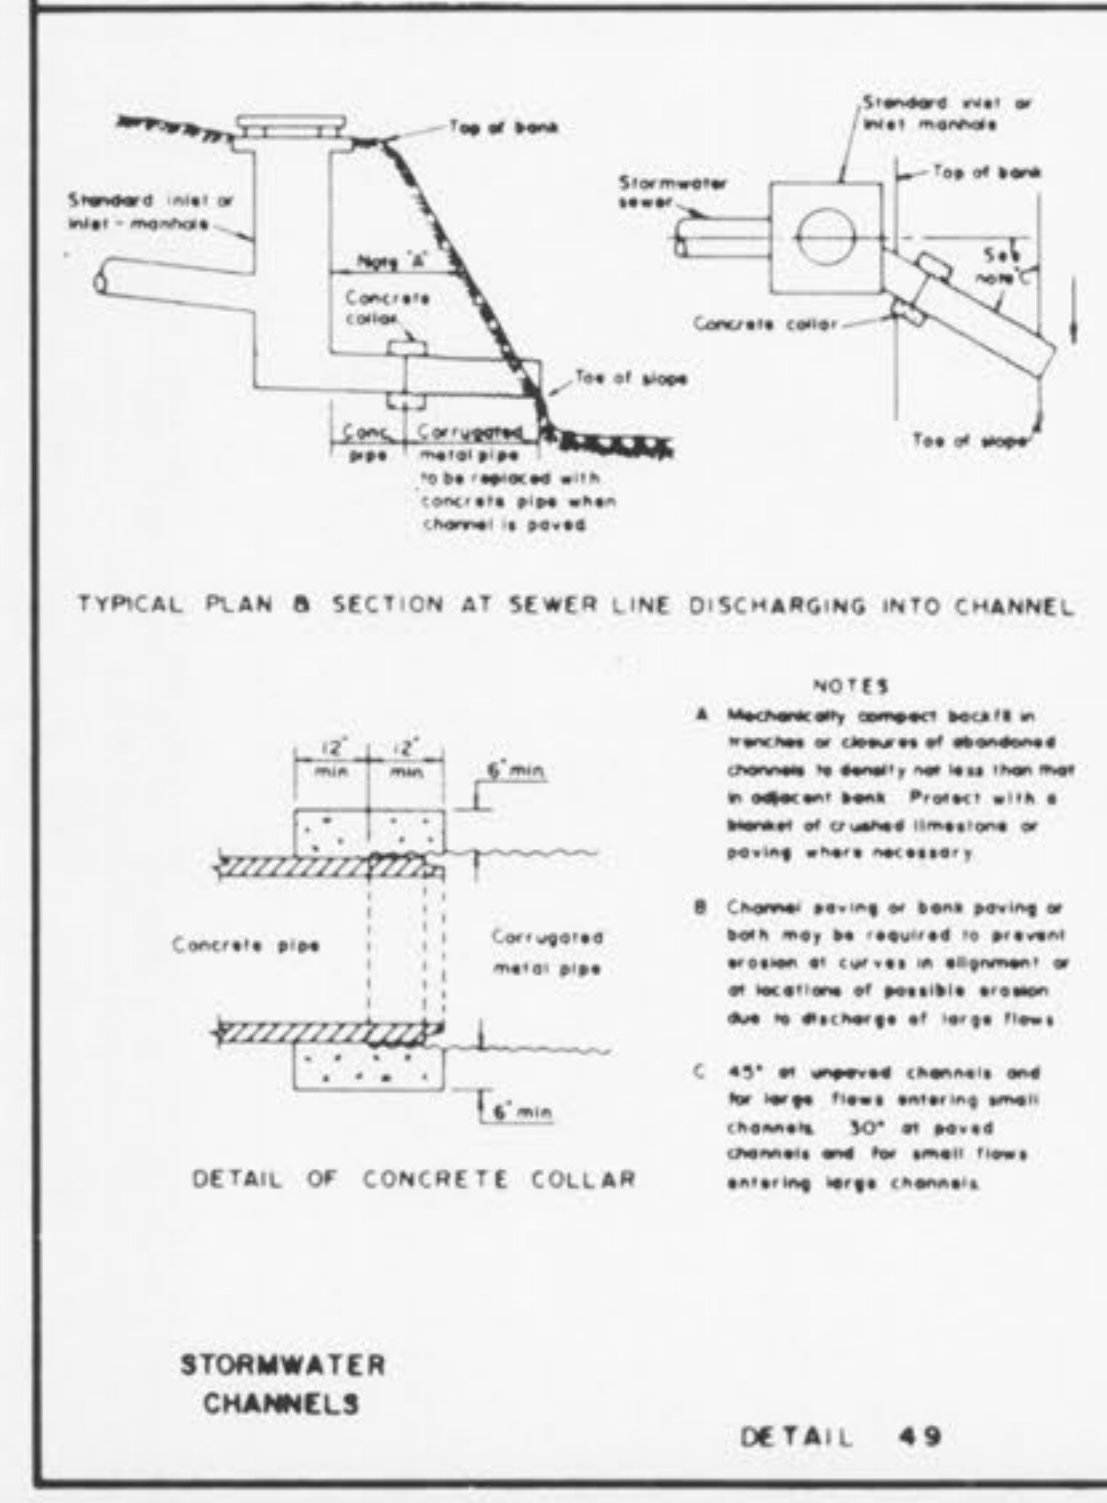 Top of bank
Standard inlet or
inlet - manhole
Note "A"
Concrete
collar
Toe of slope
Conc.
pipe
Corrugated
metal pipe
to be replaced with
concrete pipe when
channel is paved
Standard inlet or
inlet manhole
Top of bank
Stormwater
sewer
See
note "C"
Concrete collar
Toe of slope
TYPICAL PLAN & SECTION AT SEWER LINE DISCHARGING INTO CHANNEL
12"
min
12"
min
6" min
Concrete pipe
Corrugated
metal pipe
6" min
DETAIL OF CONCRETE COLLAR
NOTES
A Mechanically compact backfill in
trenches or closures of abandoned
channels to density not less than that
in adjacent bank. Protect with a
blanket of crushed limestone or
paving where necessary.
B Channel paving or bank paving or
both may be required to prevent
erosion at curves in alignment or
at locations of possible erosion
due to discharge of large flows
C 45° at unpaved channels and
for large flows entering small
channels. 30° at paved
channels and for small flows
entering large channels.
STORMWATER
CHANNELS
DETAIL 49